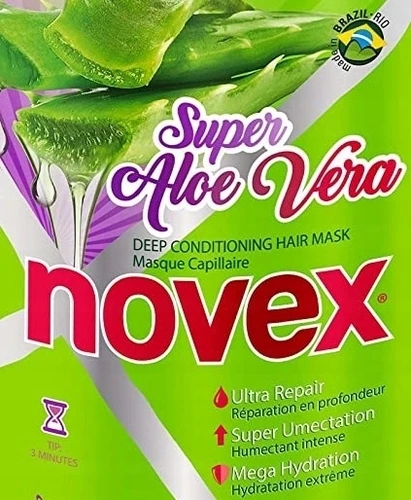 made in BRAZIL-RIO
Super
Aloe Vera
DEEP CONDITIONING HAIR MASK
Masque Capillaire
novex®
Ultra Repair
Réparation en profondeur
Super Umectation
Humectant intense
Mega Hydration
Hydratation extrême
TIP:
3 MINUTES